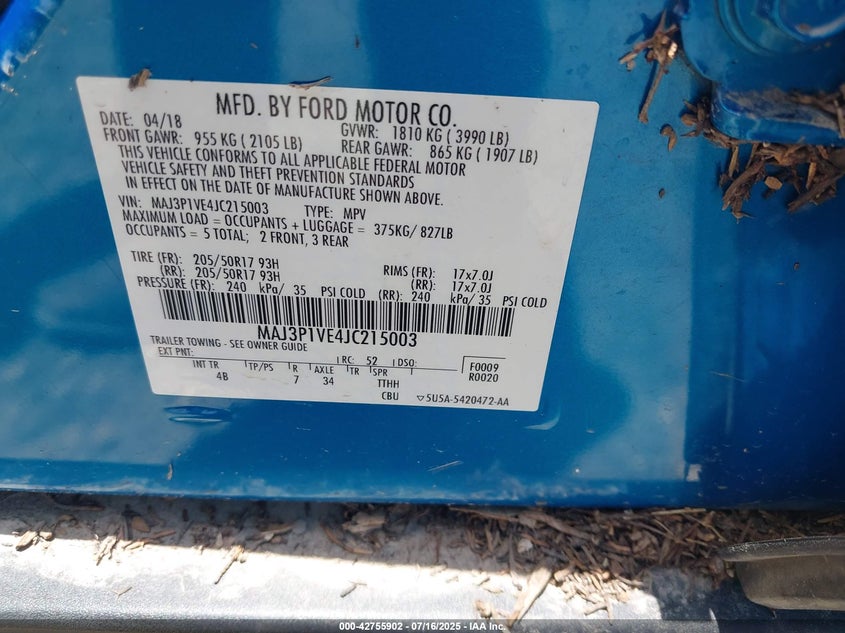 MFD. BY FORD MOTOR CO.
DATE: 04/18 GVWR: 1810 KG ( 3990 LB)
FRONT GAWR: 955 KG ( 2105 LB) REAR GAWR: 865 KG ( 1907 LB)
THIS VEHICLE CONFORMS TO ALL APPLICABLE FEDERAL MOTOR
VEHICLE SAFETY AND THEFT PREVENTION STANDARDS
IN EFFECT ON THE DATE OF MANUFACTURE SHOWN ABOVE.
VIN: MAJ3P1VE4JC215003 TYPE: MPV
MAXIMUM LOAD = OCCUPANTS + LUGGAGE = 375KG/ 827LB
OCCUPANTS = 5 TOTAL; 2 FRONT, 3 REAR
TIRE (FR): 205/50R17 93H RIMS (FR): 17x7.0J
(RR): 205/50R17 93H (RR): 17x7.0J
PRESSURE (FR): 240 kPa/ 35 PSI COLD (RR): 240 kPa/ 35 PSI COLD
MAJ3P1VE4JC215003
TRAILER TOWING - SEE OWNER GUIDE
EXT PNT: RC: 52 DSO: F0009
INT TR TP/PS R AXLE TR SPR R0020
4B 7 34 TTHH
CBU ▽5U5A-5420472-AA
000-42755902 - 07/16/2025 - IAA Inc.